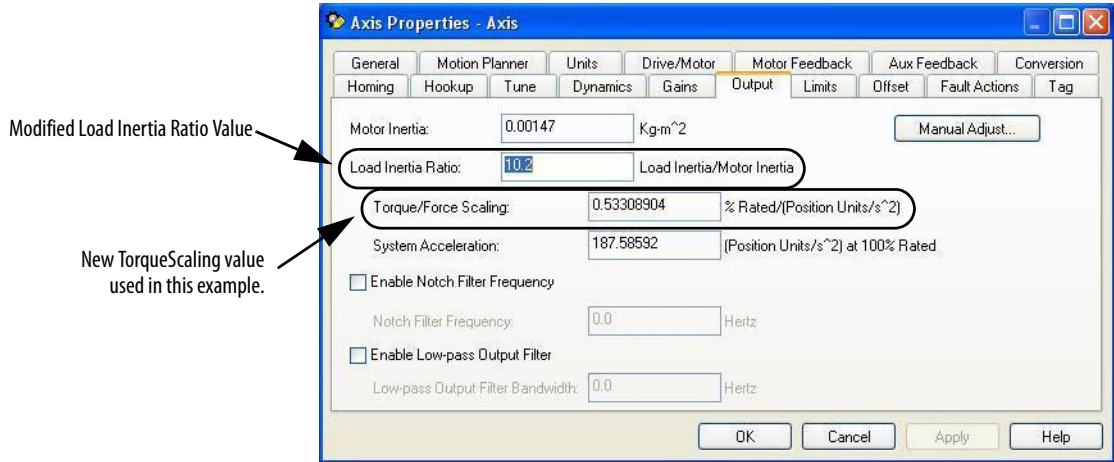 Axis Properties - Axis
General Motion Planner Units Drive/Motor Motor Feedback Aux Feedback Conversion
Homing Hookup Tune Dynamics Gains Output Limits Offset Fault Actions Tag
Motor Inertia: 0.00147 Kg-m^2 Manual Adjust...
Modified Load Inertia Ratio Value
Load Inertia Ratio: 10.2 Load Inertia/Motor Inertia
Torque/Force Scaling: 0.53308904 % Rated/(Position Units/s^2)
System Acceleration: 187.58592 (Position Units/s^2) at 100% Rated
New TorqueScaling value
used in this example.
Enable Notch Filter Frequency
Notch Filter Frequency: 0.0 Hertz
Enable Low-pass Output Filter
Low-pass Output Filter Bandwidth: 0.0 Hertz
OK Cancel Apply Help